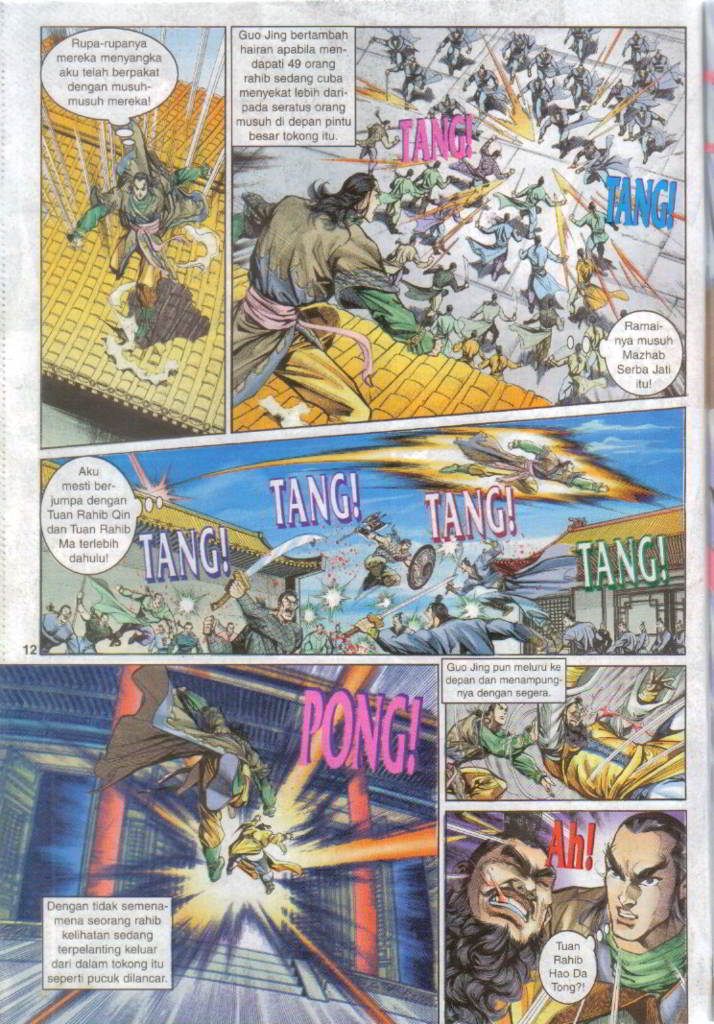 Rupa-rupanya
mereka menyangka
aku telah berpakat
dengan musuh-
musuh mereka!
Guo Jing bertambah
hairan apabila men-
dapati 49 orang
rahib sedang cuba
menyekat lebih dari-
pada seratus orang
musuh di depan pintu
besar tokong itu.
TANG!
TANG!
Ramai-
nya musuh
Mazhab
Serba Jati
itu!
Aku
mesti ber-
jumpa dengan
Tuan Rahib Qin
dan Tuan Rahib
Ma terlebih
dahulu!
TANG!
TANG!
TANG!
TANG!
12
PONG!
Dengan tidak semena-
mena seorang rahib
kelihatan sedang
terpelanting keluar
dari dalam tokong itu
seperti pucuk dilancar.
Guo Jing pun meluru ke
depan dan menampung-
nya dengan segera.
Ah!
Tuan
Rahib
Hao Da
Tong?!